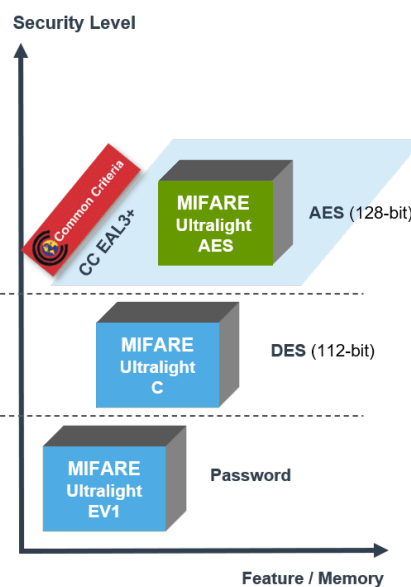 Security Level
Common Criteria
CC EAL3+
MIFARE
Ultralight
AES
AES (128-bit)
MIFARE
Ultralight
C
DES (112-bit)
MIFARE
Ultralight
EV1
Password
Feature / Memory